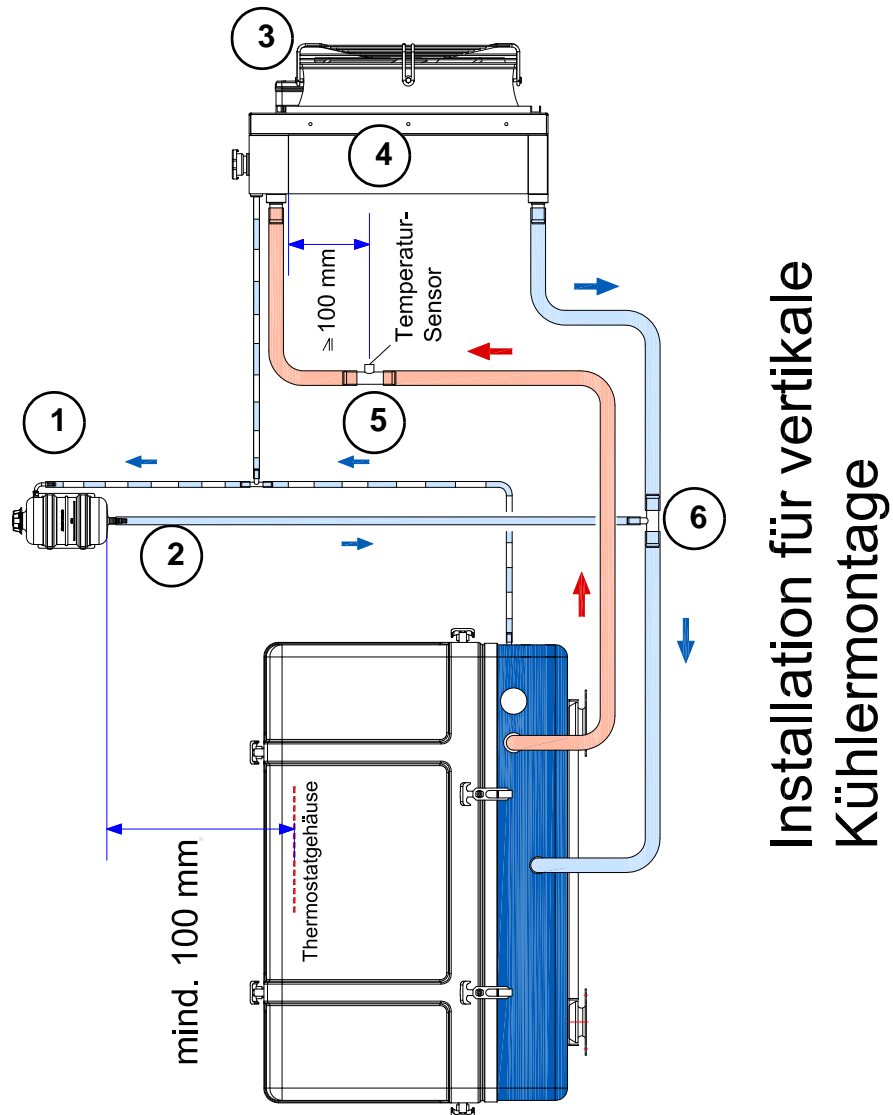 3
4
≥ 100 mm
Temperatur-
Sensor
1
5
2
6
mind. 100 mm
Thermostatgehäuse
Installation für vertikale
Kühlermontage